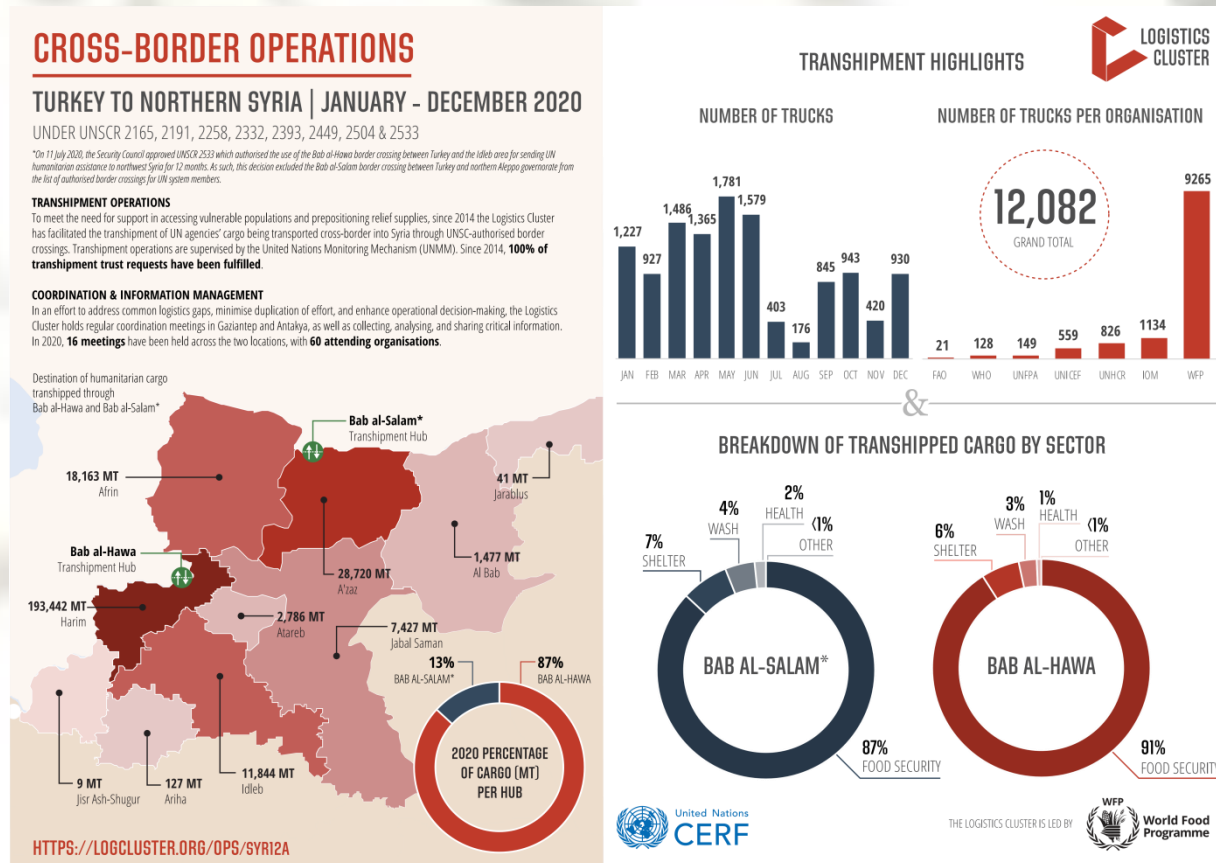 CROSS-BORDER OPERATIONS
TURKEY TO NORTHERN SYRIA | JANUARY - DECEMBER 2020
UNDER UNSCR 2165, 2191, 2258, 2332, 2393, 2449, 2504 & 2533
*On 11 July 2020, the Security Council approved UNSCR 2533 which authorised the use of the Bab al-Hawa border crossing between Turkey and the Idleb area for sending UN
humanitarian assistance to northwest Syria for 12 months. As such, this decision excluded the Bab al-Salam border crossing between Turkey and northern Aleppo governorate from
the list of authorised border crossings for UN system members.
TRANSHIPMENT OPERATIONS
To meet the need for support in accessing vulnerable populations and prepositioning relief supplies, since 2014 the Logistics Cluster
has facilitated the transhipment of UN agencies' cargo being transported cross-border into Syria through UNSC-authorised border
crossings. Transhipment operations are supervised by the United Nations Monitoring Mechanism (UNMM). Since 2014, 100% of
transhipment trust requests have been fulfilled.
COORDINATION & INFORMATION MANAGEMENT
In an effort to address common logistics gaps, minimise duplication of effort, and enhance operational decision-making, the Logistics
Cluster holds regular coordination meetings in Gaziantep and Antakya, as well as collecting, analysing, and sharing critical information.
In 2020, 16 meetings have been held across the two locations, with 60 attending organisations.
Destination of humanitarian cargo
transhipped through
Bab al-Hawa and Bab al-Salam*
Bab al-Salam*
Transhipment Hub
18,163 MT
Afrin
41 MT
Jarablus
Bab al-Hawa
Transhipment Hub
1,477 MT
Al Bab
28,720 MT
A'zaz
193,442 MT
Harim
2,786 MT
Atareb
7,427 MT
Jabal Saman
13%
BAB AL-SALAM*
87%
BAB AL-HAWA
2020 PERCENTAGE
OF CARGO (MT)
PER HUB
9 MT
Jisr Ash-Shugur
127 MT
Ariha
11,844 MT
Idleb
HTTPS://LOGCLUSTER.ORG/OPS/SYR12A
TRANSHIPMENT HIGHLIGHTS
LOGISTICS
CLUSTER
NUMBER OF TRUCKS
1,227
927
1,486
1,365
1,781
1,579
403
176
845
943
420
930
JAN FEB MAR APR MAY JUN JUL AUG SEP OCT NOV DEC
NUMBER OF TRUCKS PER ORGANISATION
12,082
GRAND TOTAL
21
128
149
559
826
1134
9265
FAO WHO UNFPA UNICEF UNHCR IOM WFP
&
BREAKDOWN OF TRANSHIPPED CARGO BY SECTOR
7%
SHELTER
4%
WASH
2%
HEALTH
<1%
OTHER
BAB AL-SALAM*
87%
FOOD SECURITY
6%
SHELTER
3%
WASH
1%
HEALTH
<1%
OTHER
BAB AL-HAWA
91%
FOOD SECURITY
United Nations
CERF
THE LOGISTICS CLUSTER IS LED BY
WFP
World Food
Programme